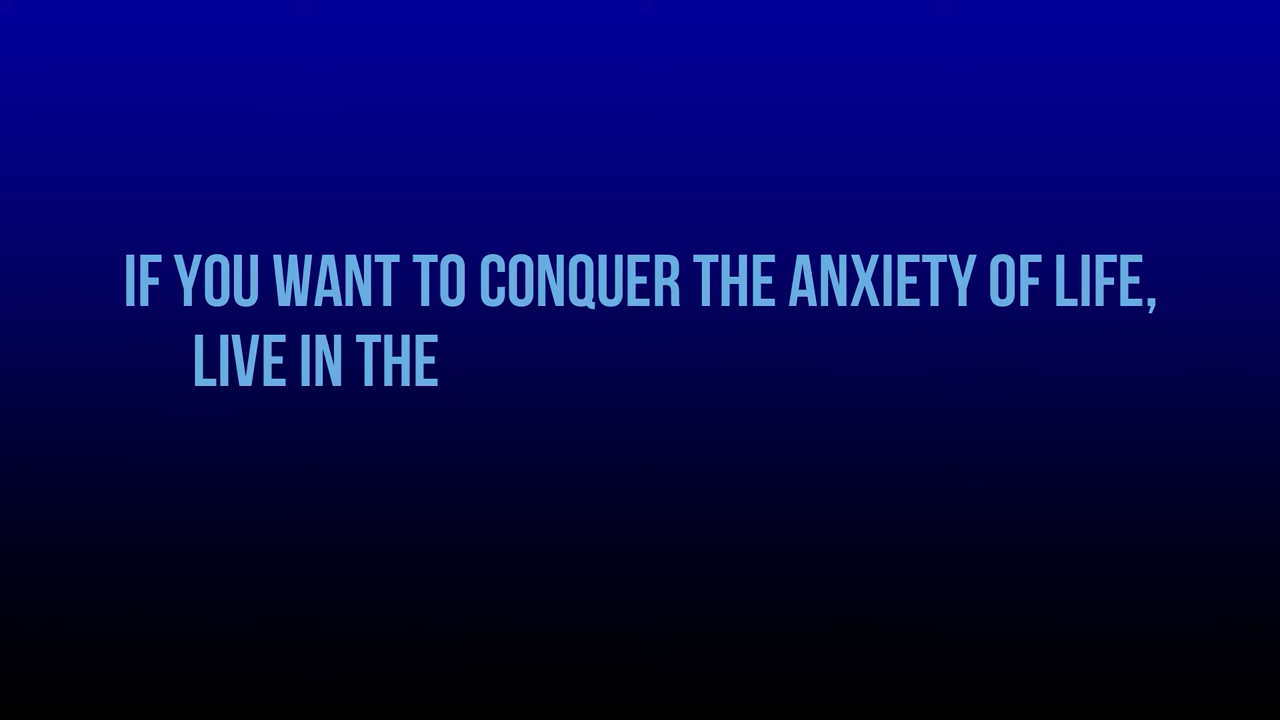 IF YOU WANT TO CONQUER THE ANXIETY OF LIFE,
LIVE IN THE